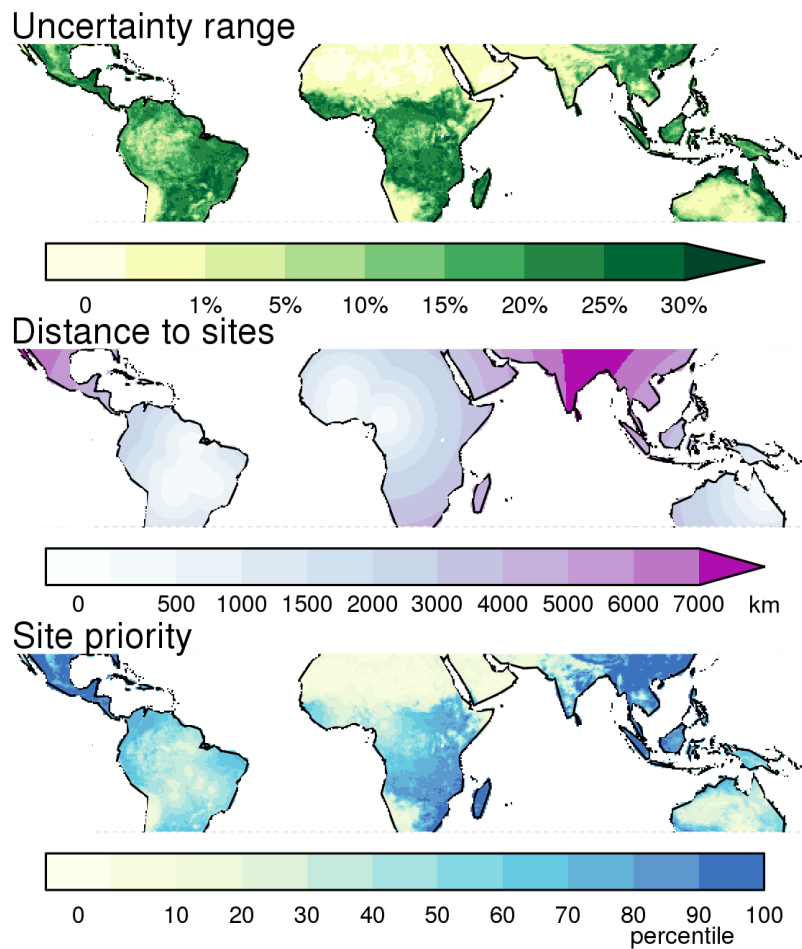 Uncertainty range
0 1% 5% 10% 15% 20% 25% 30%
Distance to sites
0 500 1000 1500 2000 3000 4000 5000 6000 7000 km
Site priority
0 10 20 30 40 50 60 70 80 90 100
percentile